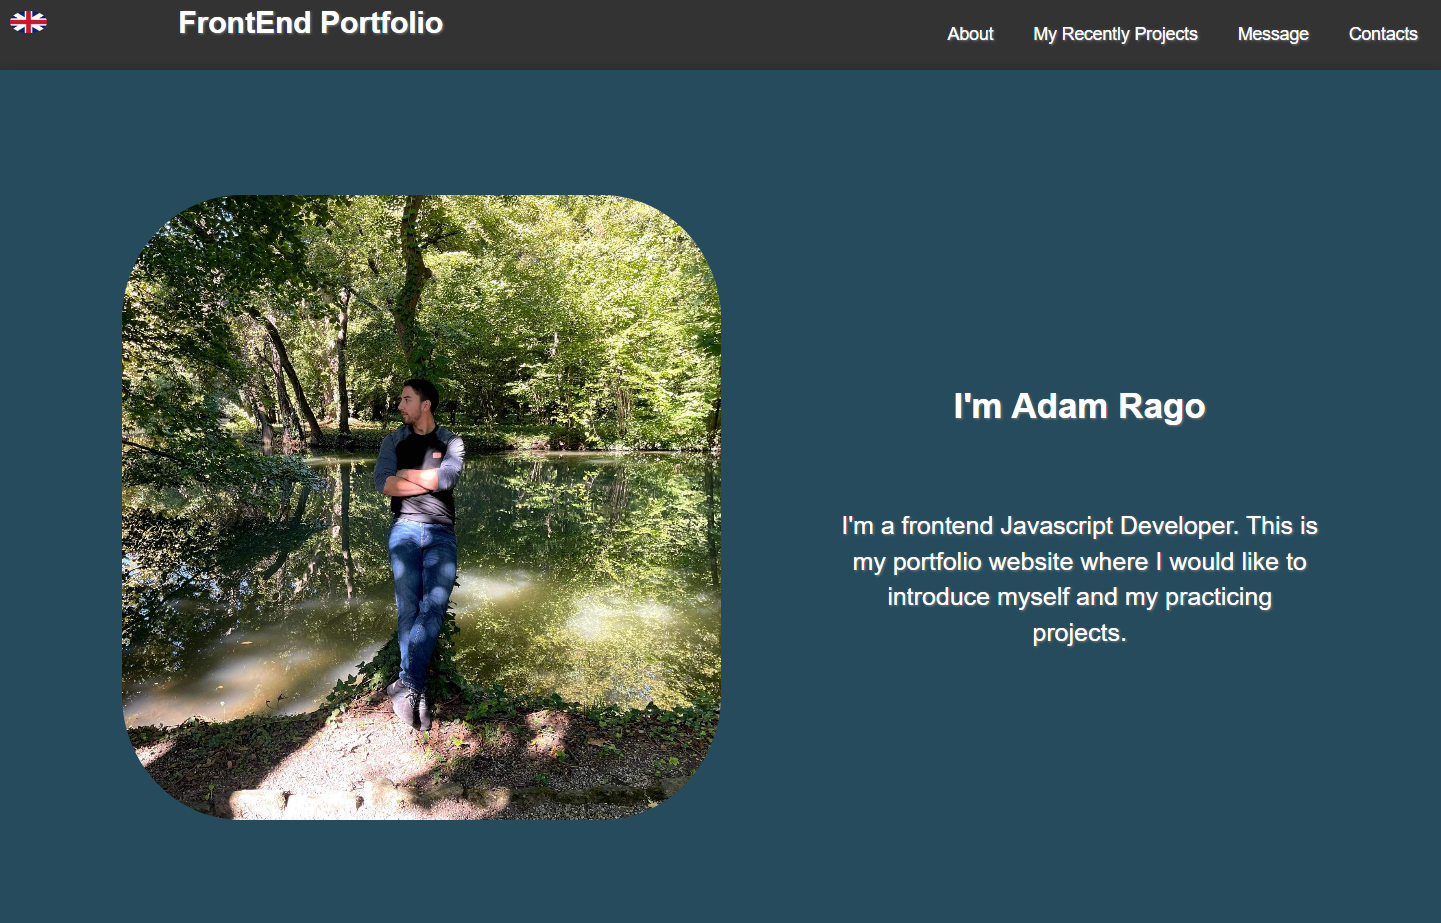 FrontEnd Portfolio
About
My Recently Projects
Message
Contacts
I'm Adam Rago
I'm a frontend Javascript Developer. This is
my portfolio website where I would like to
introduce myself and my practicing
projects.